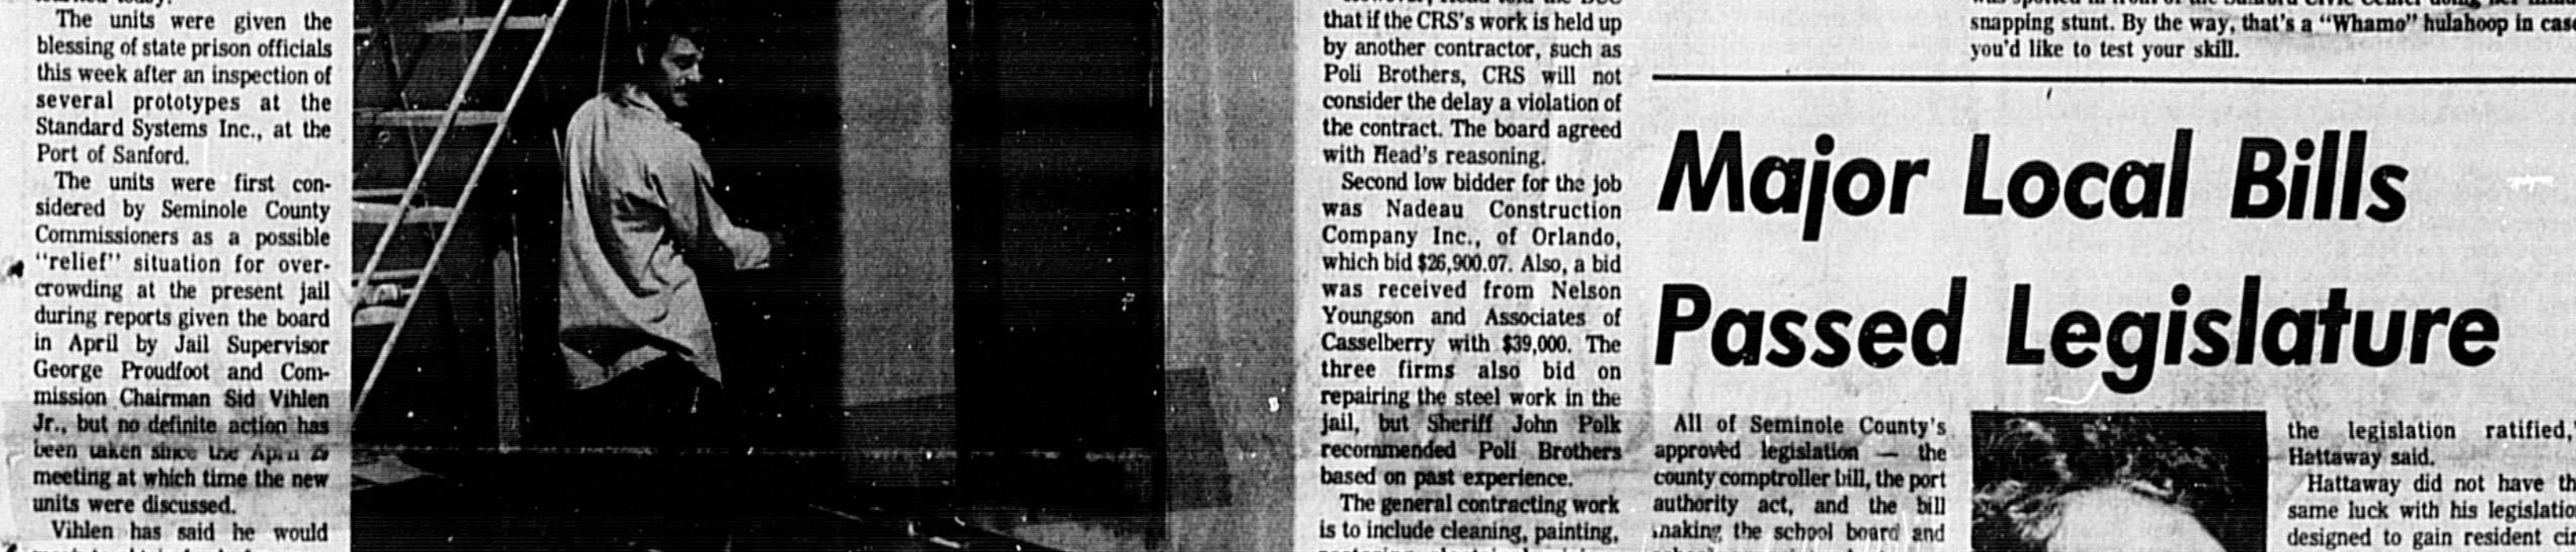 The units were given the
blessing of state prison officials
this week after an inspection of
several prototypes at the
Standard Systems Inc., at the
Port of Sanford.
The units were first con-
sidered by Seminole County
Commissioners as a possible
"relief" situation for over-
crowding at the present jail
during reports given the board
in April by Jail Supervisor
George Proudfoot and Com-
mission Chairman Sid Vihlen
Jr., but no definite action has
been taken since the April 29
meeting at which time the new
units were discussed.
Vihlen has said he would
that if the CRS's work is held up
by another contractor, such as
Poli Brothers, CRS will not
consider the delay a violation of
the contract. The board agreed
with Head's reasoning.
Second low bidder for the job
was Nadeau Construction
Company Inc., of Orlando,
which bid $26,900.07. Also, a bid
was received from Nelson
Youngson and Associates of
Casselberry with $39,000. The
three firms also bid on
repairing the steel work in the
jail, but Sheriff John Polk
recommended Poli Brothers
based on past experience.
The general contracting work
is to include cleaning, painting,
snapping stunt. By the way, that's a "Whamo" hulahoop in case
you'd like to test your skill.
Major Local Bills
Passed Legislature
All of Seminole County's
approved legislation — the
county comptroller bill, the port
authority act, and the bill
making the school board and
the legislation ratified,"
Hattaway said.
Hattaway did not have the
same luck with his legislation
designed to gain resident